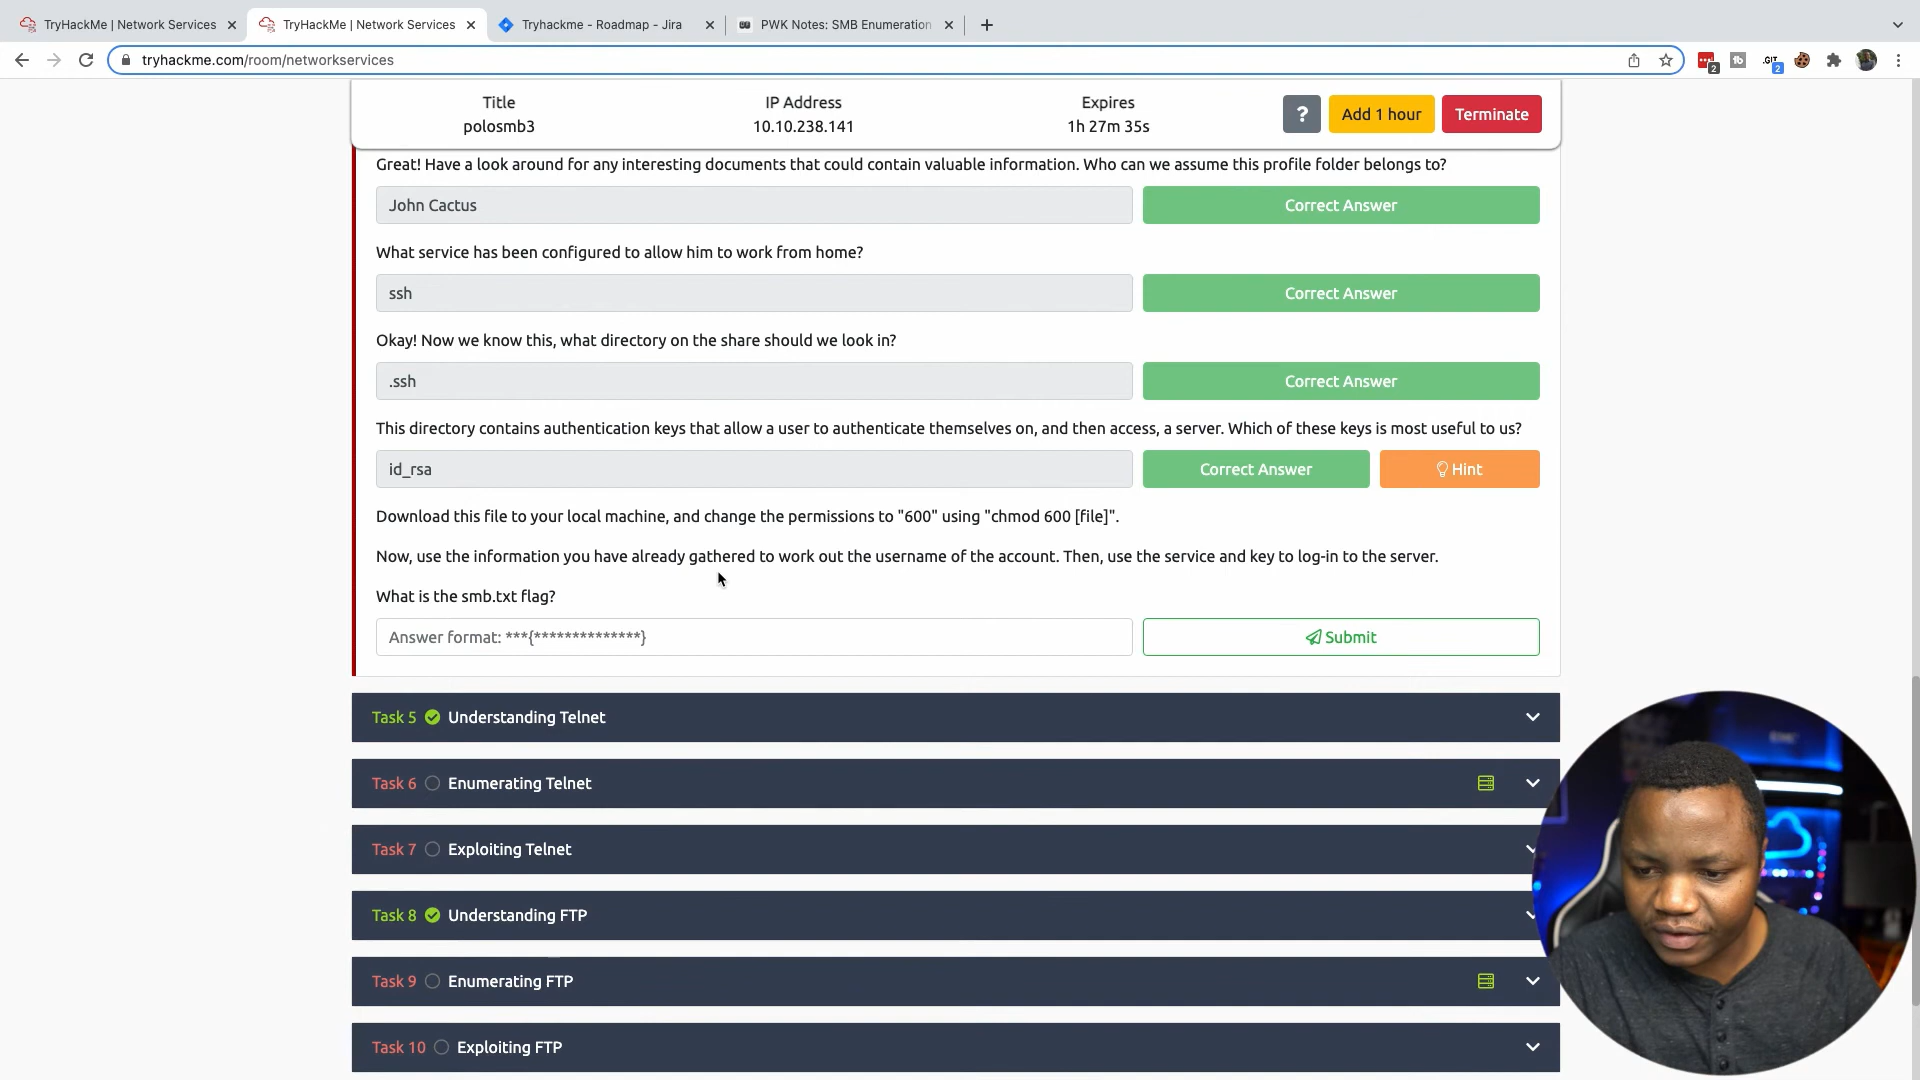 TryHackMe | Network Services
TryHackMe | Network Services
Tryhackme - Roadmap - Jira
PWK Notes: SMB Enumeration
tryhackme.com/room/networkservices
2
2
Title
polosmb3
IP Address
10.10.238.141
Expires
1h 27m 35s
?
Add 1 hour
Terminate
Great! Have a look around for any interesting documents that could contain valuable information. Who can we assume this profile folder belongs to?
John Cactus
Correct Answer
What service has been configured to allow him to work from home?
ssh
Correct Answer
Okay! Now we know this, what directory on the share should we look in?
.ssh
Correct Answer
This directory contains authentication keys that allow a user to authenticate themselves on, and then access, a server. Which of these keys is most useful to us?
id_rsa
Correct Answer
Hint
Download this file to your local machine, and change the permissions to "600" using "chmod 600 [file]".
Now, use the information you have already gathered to work out the username of the account. Then, use the service and key to log-in to the server.
What is the smb.txt flag?
Answer format: ***{**************}
Submit
Task 5 Understanding Telnet
Task 6 Enumerating Telnet
Task 7 Exploiting Telnet
Task 8 Understanding FTP
Task 9 Enumerating FTP
Task 10 Exploiting FTP